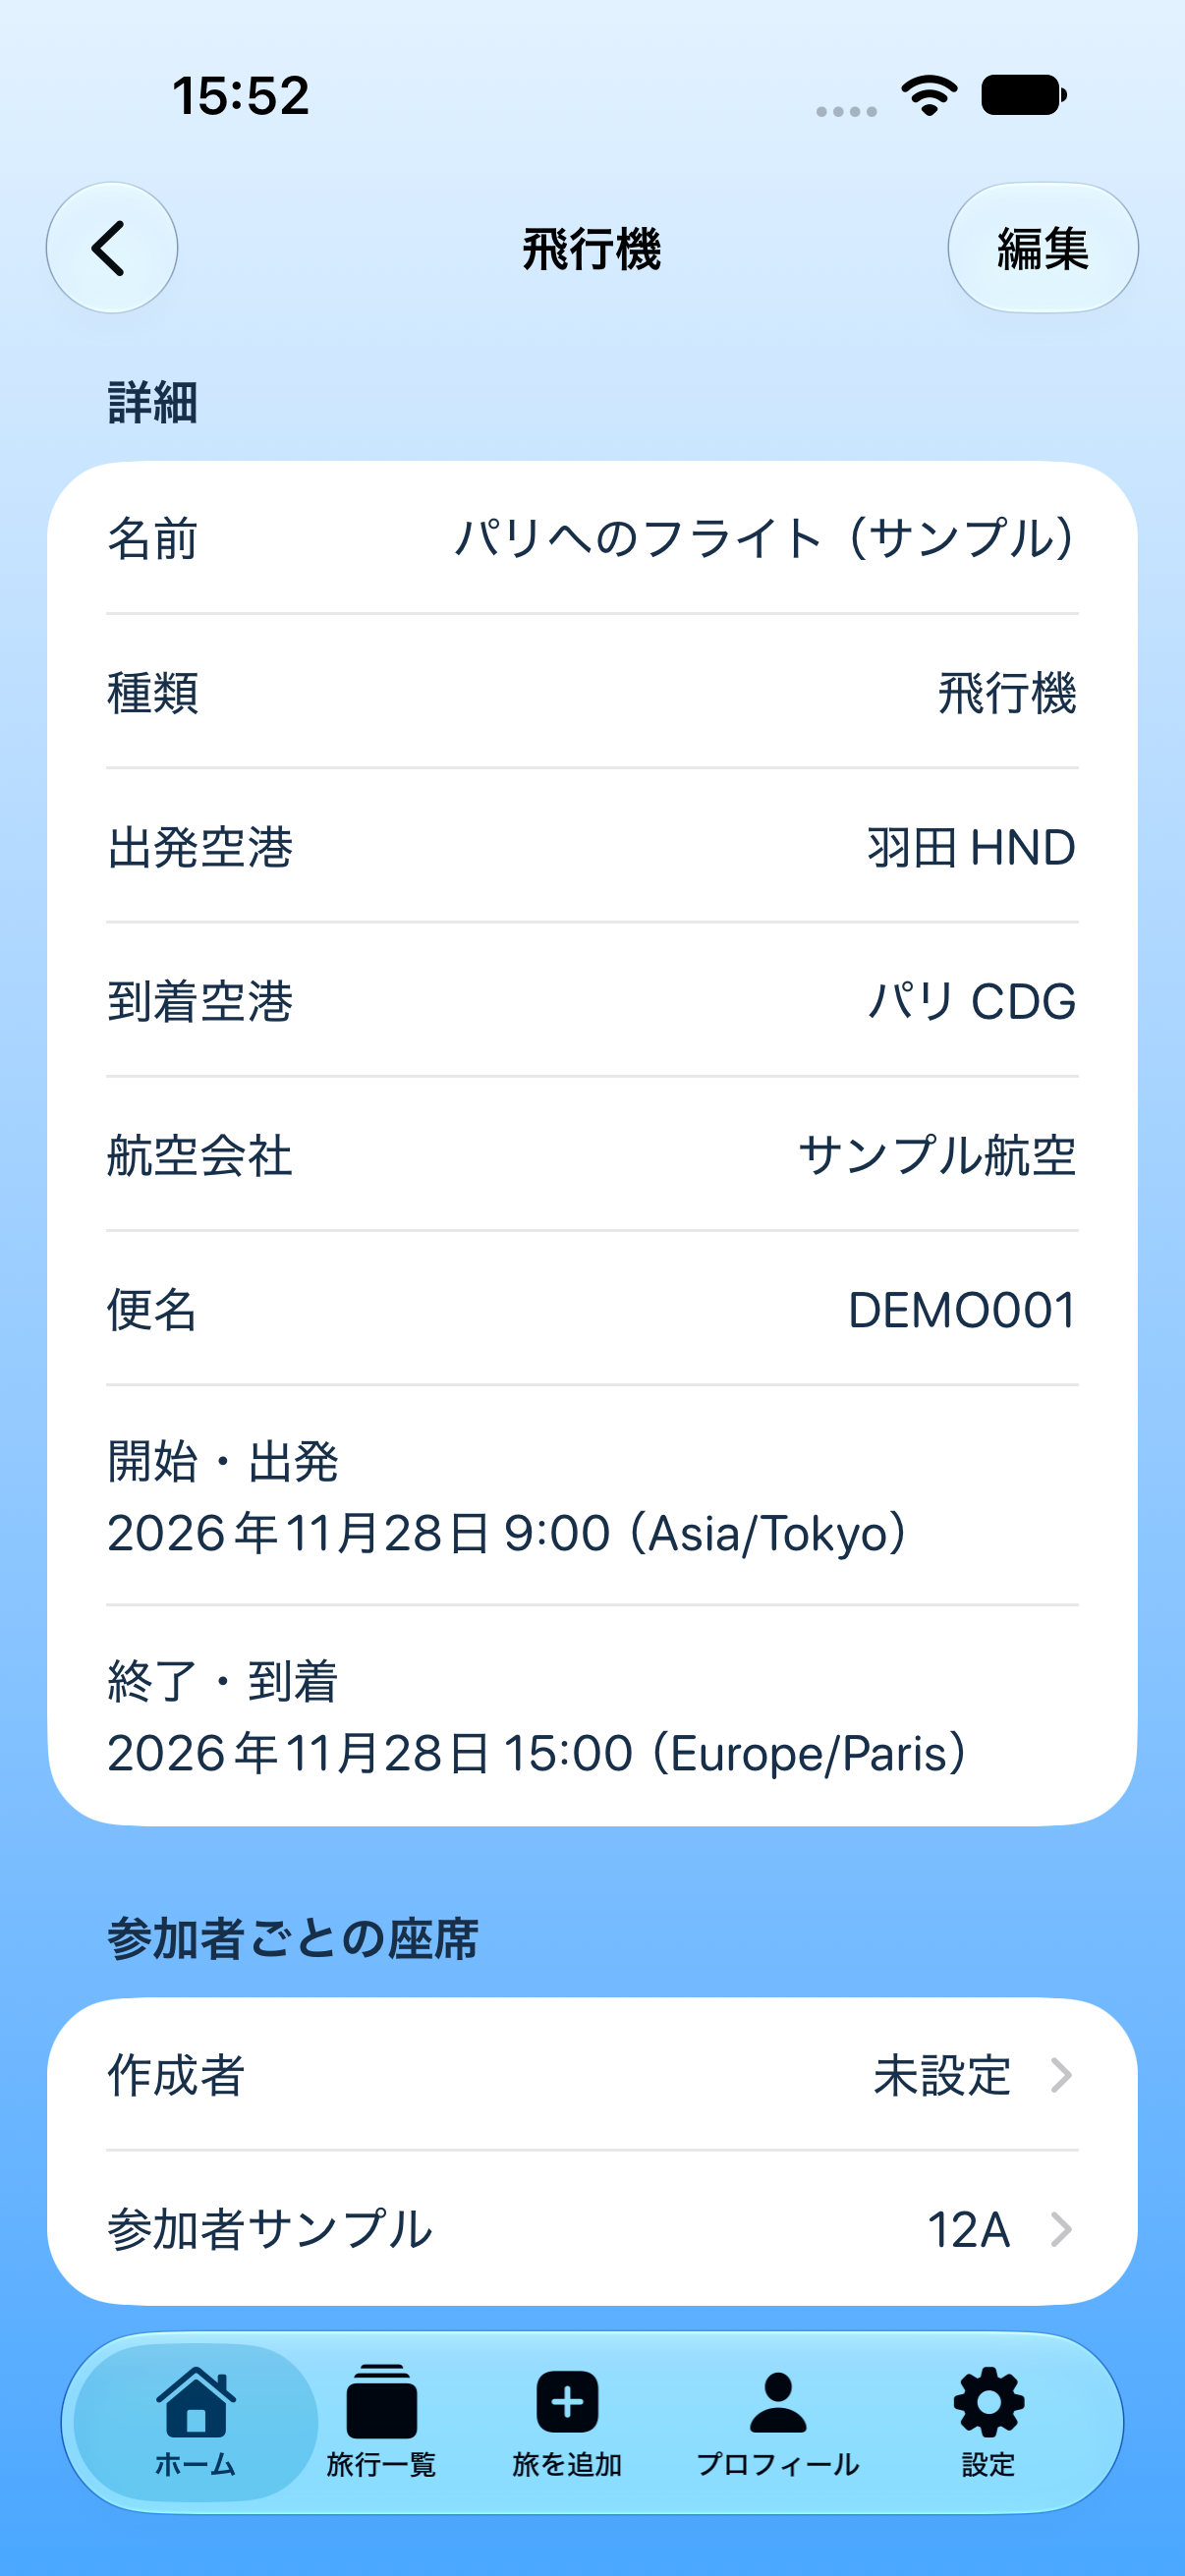 15:52
飛行機
編集
詳細
名前 パリへのフライト（サンプル）
種類 飛行機
出発空港 羽田 HND
到着空港 パリ CDG
航空会社 サンプル航空
便名 DEMO001
開始・出発
2026年11月28日 9:00（Asia/Tokyo）
終了・到着
2026年11月28日 15:00（Europe/Paris）
参加者ごとの座席
作成者 未設定
参加者サンプル 12A
ホーム 旅行一覧 旅を追加 プロフィール 設定